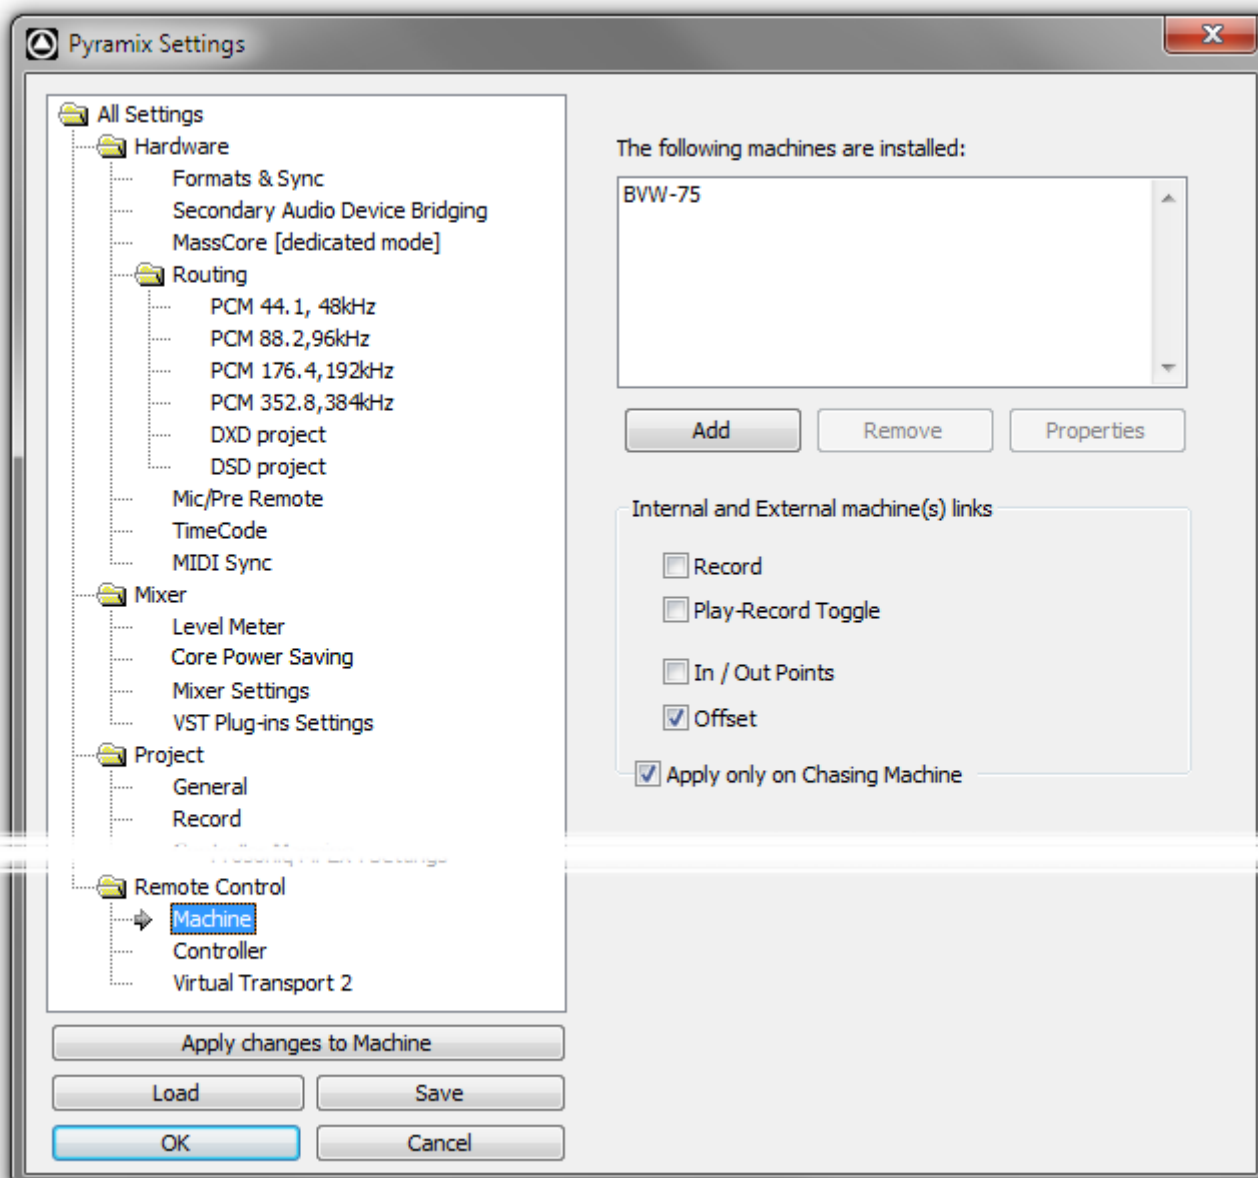 Pyramix Settings
All Settings
Hardware
Formats & Sync
Secondary Audio Device Bridging
MassCore [dedicated mode]
Routing
PCM 44.1, 48kHz
PCM 88.2,96kHz
PCM 176.4,192kHz
PCM 352.8,384kHz
DXD project
DSD project
Mic/Pre Remote
TimeCode
MIDI Sync
Mixer
Level Meter
Core Power Saving
Mixer Settings
VST Plug-ins Settings
Project
General
Record
Remote Control
Machine
Controller
Virtual Transport 2
Apply changes to Machine
Load Save
OK Cancel
The following machines are installed:
BVW-75
Add Remove Properties
Internal and External machine(s) links
Record
Play-Record Toggle
In / Out Points
Offset
Apply only on Chasing Machine